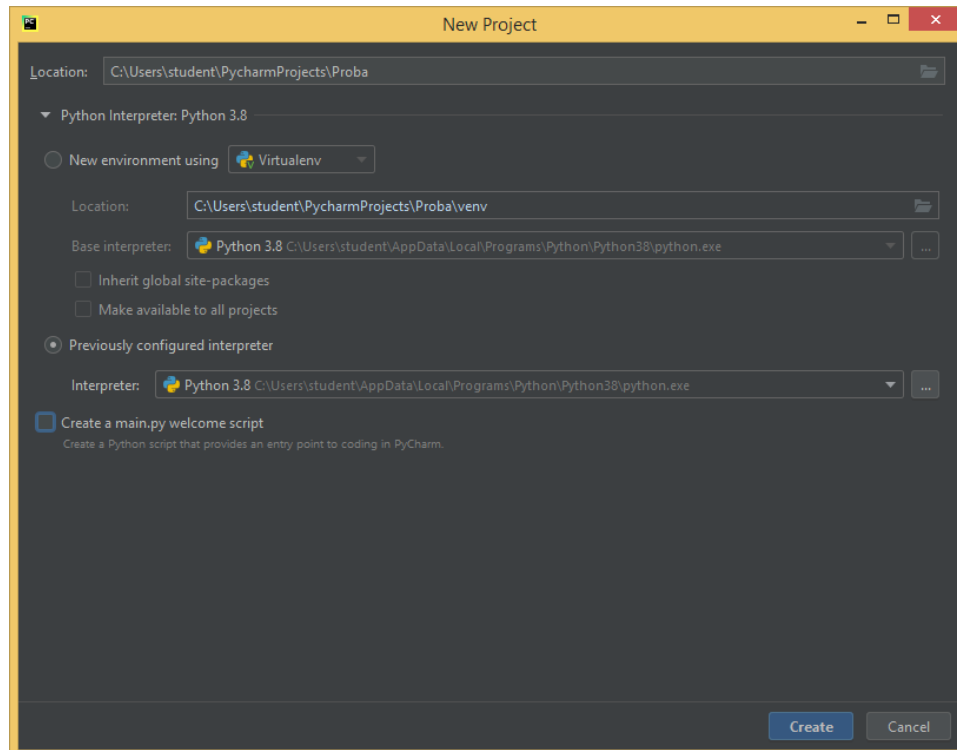 PC
New Project
Location: C:\Users\student\PycharmProjects\Proba
Python Interpreter: Python 3.8
New environment using Virtualenv
Location: C:\Users\student\PycharmProjects\Proba\venv
Base interpreter: Python 3.8 C:\Users\student\AppData\Local\Programs\Python\Python38\python.exe ...
Inherit global site-packages
Make available to all projects
Previously configured interpreter
Interpreter: Python 3.8 C:\Users\student\AppData\Local\Programs\Python\Python38\python.exe ...
Create a main.py welcome script
Create a Python script that provides an entry point to coding in PyCharm.
Create Cancel